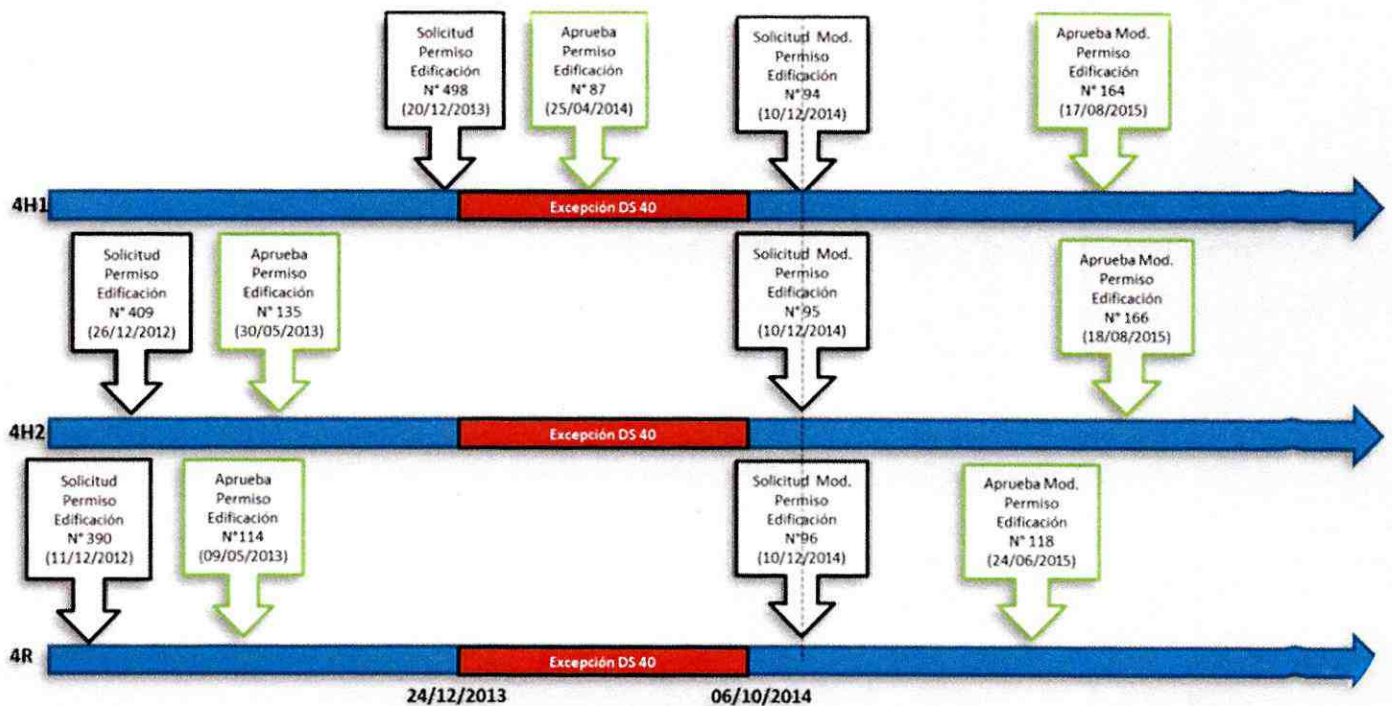 Solicitud
Permiso
Edificación
N° 498
(20/12/2013)
Aprueba
Permiso
Edificación
N° 87
(25/04/2014)
Solicitud Mod.
Permiso
Edificación
N° 94
(10/12/2014)
Aprueba Mod.
Permiso
Edificación
N° 164
(17/08/2015)
4H1
Excepción DS 40
Solicitud
Permiso
Edificación
N° 409
(26/12/2012)
Aprueba
Permiso
Edificación
N° 135
(30/05/2013)
Solicitud Mod.
Permiso
Edificación
N° 95
(10/12/2014)
Aprueba Mod.
Permiso
Edificación
N° 166
(18/08/2015)
4H2
Excepción DS 40
Solicitud
Permiso
Edificación
N° 390
(11/12/2012)
Aprueba
Permiso
Edificación
N°114
(09/05/2013)
Solicitud Mod.
Permiso
Edificación
N°96
(10/12/2014)
Aprueba Mod.
Permiso
Edificación
N° 118
(24/06/2015)
4R
Excepción DS 40
24/12/2013
06/10/2014